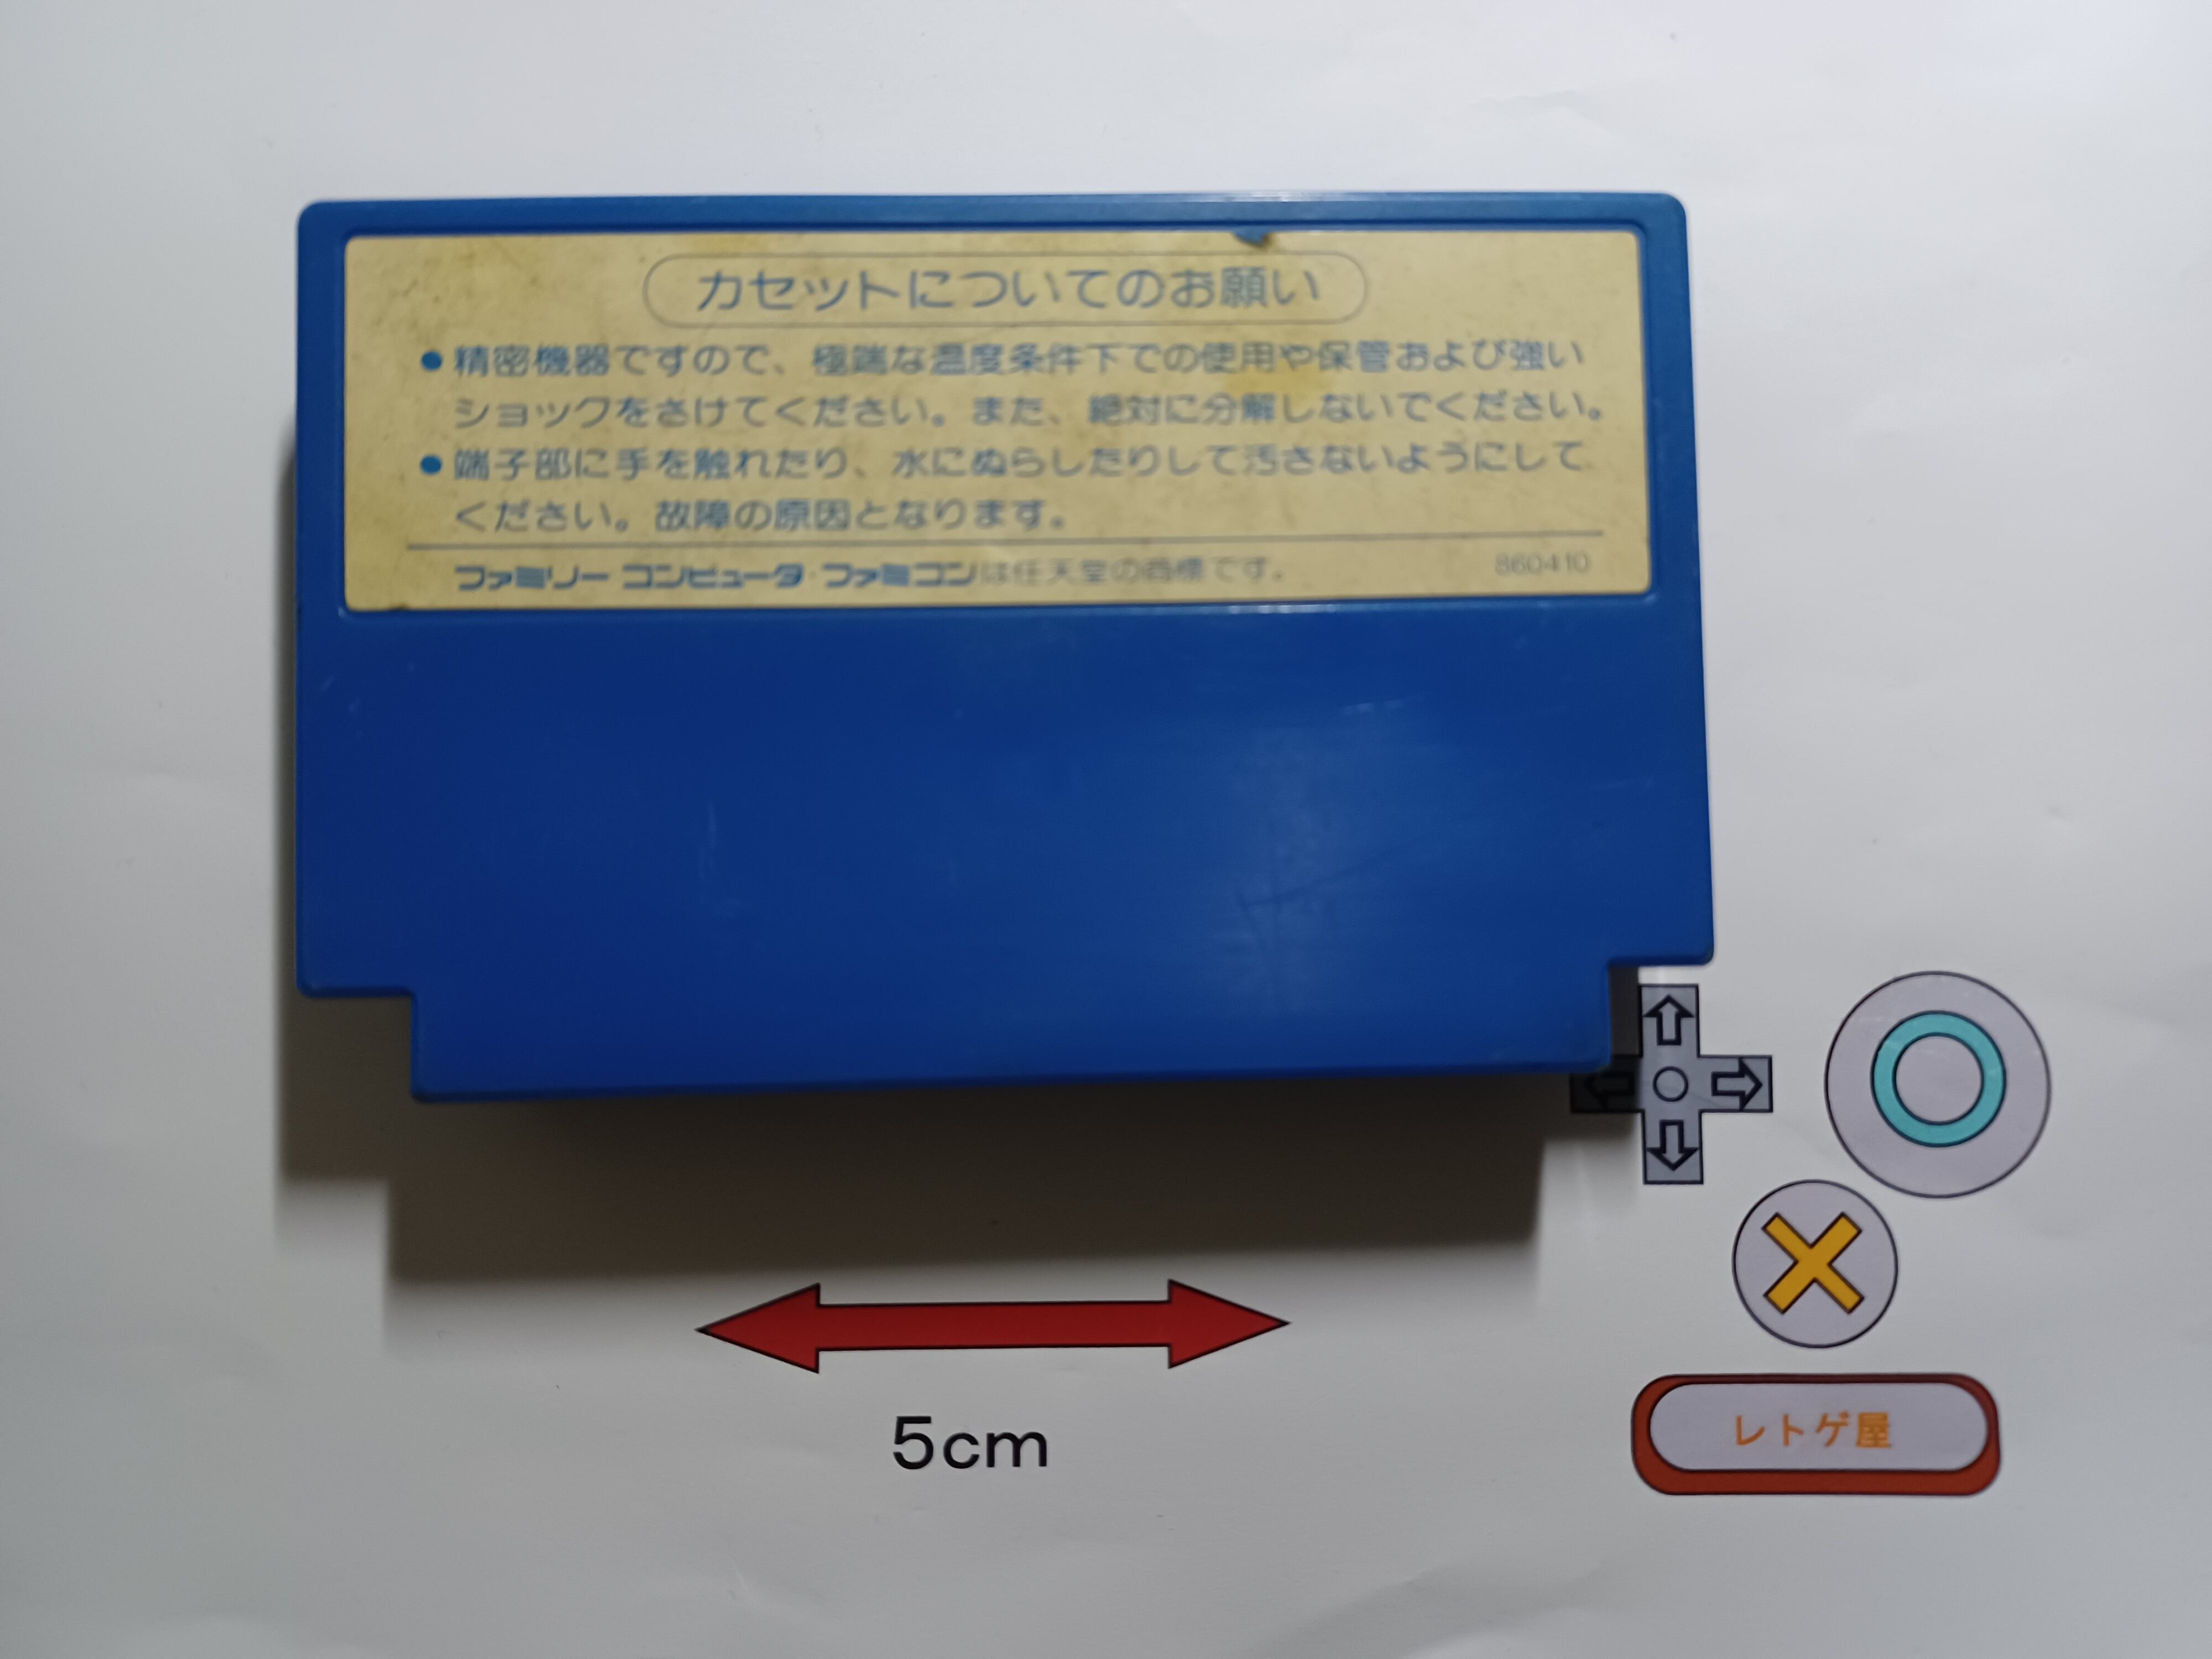 カセットについてのお願い
●精密機器ですので、極端な温度条件下での使用や保管および強い
ショックをさけてください。また、絶対に分解しないでください。
●端子部に手を触れたり、水にぬらしたりして汚さないようにして
ください。故障の原因となります。
ファミリーコンピュータ・ファミコンは任天堂の商標です。
860410
5cm
レトゲ屋